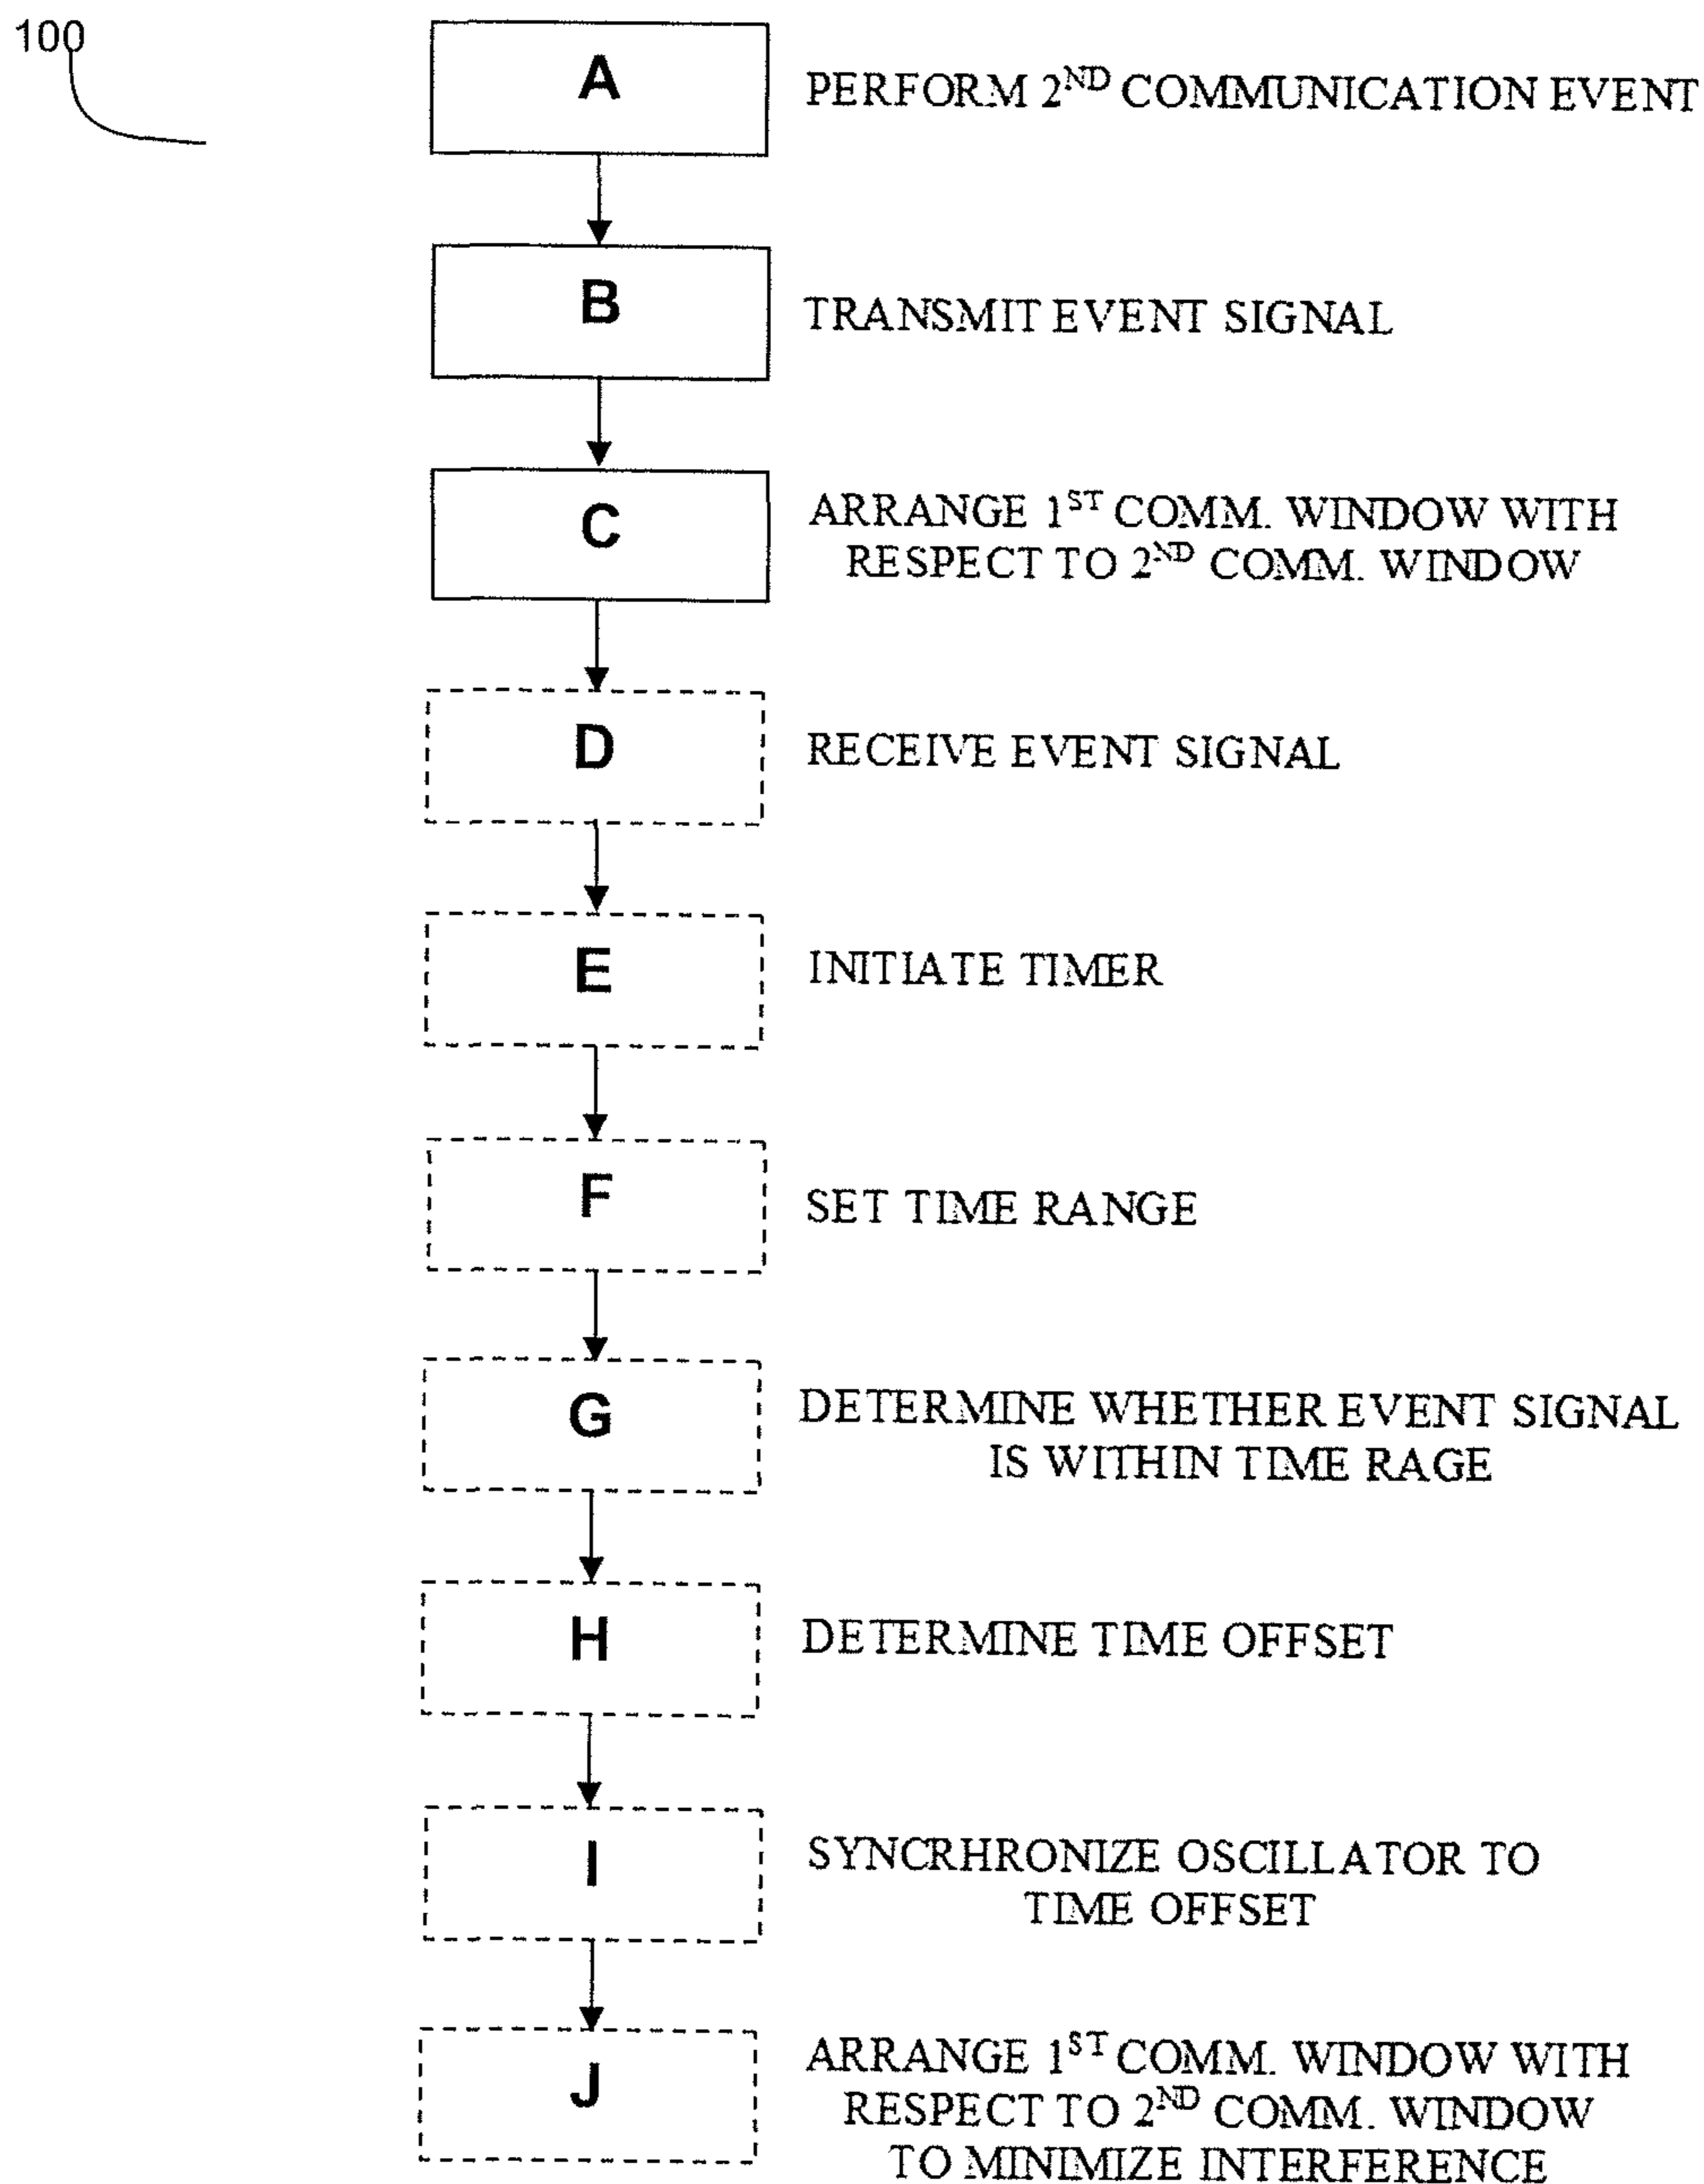 100
A
PERFORM 2ND COMMUNICATION EVENT
B
TRANSMIT EVENT SIGNAL
C
ARRANGE 1ST COMM. WINDOW WITH
RESPECT TO 2ND COMM. WINDOW
D
RECEIVE EVENT SIGNAL
E
INITIATE TIMER
F
SET TIME RANGE
G
DETERMINE WHETHER EVENT SIGNAL
IS WITHIN TIME RAGE
H
DETERMINE TIME OFFSET
I
SYNCRHRONIZE OSCILLATOR TO
TIME OFFSET
J
ARRANGE 1ST COMM. WINDOW WITH
RESPECT TO 2ND COMM. WINDOW
TO MINIMIZE INTERFERENCE